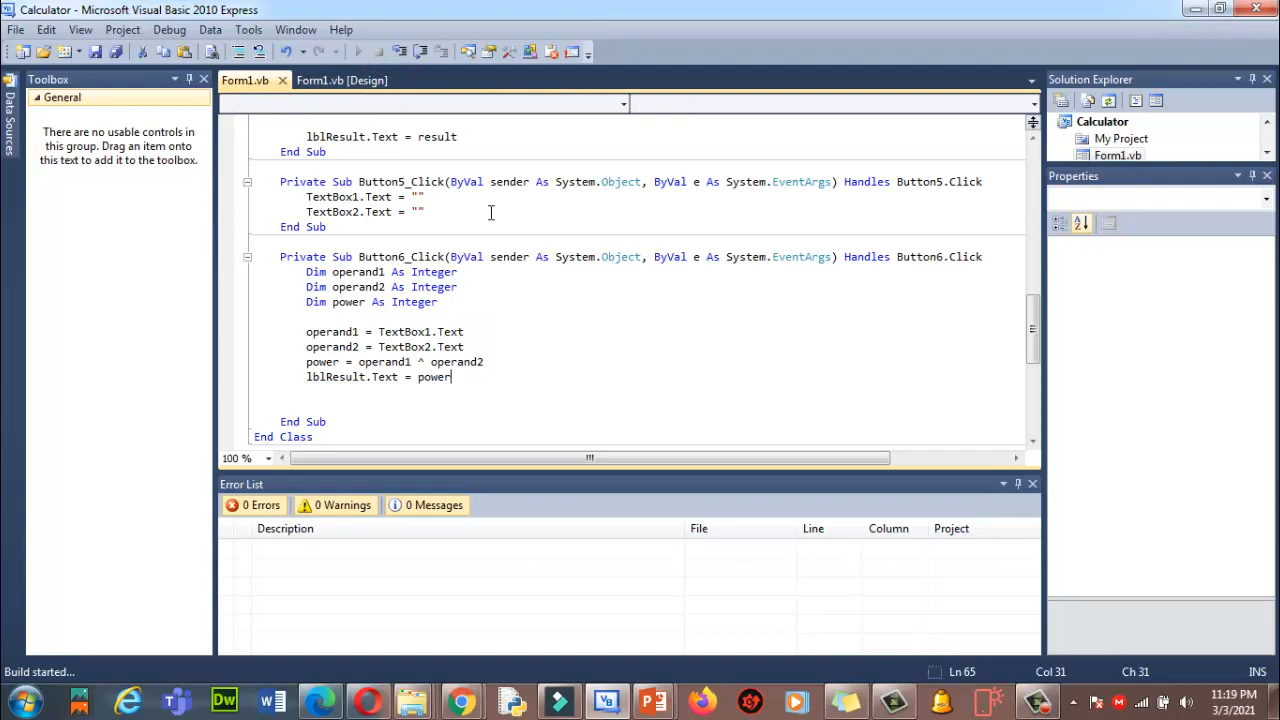 Calculator - Microsoft Visual Basic 2010 Express
File Edit View Project Debug Data Tools Window Help
Toolbox
Form1.vb
Form1.vb [Design]
Solution Explorer
General
There are no usable controls in
this group. Drag an item onto
this text to add it to the toolbox.
Data Sources
lblResult.Text = result
End Sub
Private Sub Button5_Click(ByVal sender As System.Object, ByVal e As System.EventArgs) Handles Button5.Click
TextBox1.Text = ""
TextBox2.Text = ""
End Sub
Private Sub Button6_Click(ByVal sender As System.Object, ByVal e As System.EventArgs) Handles Button6.Click
Dim operand1 As Integer
Dim operand2 As Integer
Dim power As Integer
operand1 = TextBox1.Text
operand2 = TextBox2.Text
power = operand1 ^ operand2
lblResult.Text = power
End Sub
End Class
100 %
Calculator
My Project
Form1.vb
Properties
Error List
0 Errors
0 Warnings
0 Messages
Description File Line Column Project
Build started...
Ln 65 Col 31 Ch 31 INS
Dw
VB
11:19 PM
3/3/2021